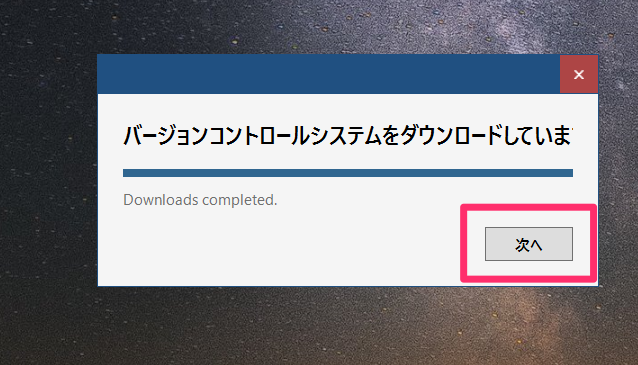 バージョンコントロールシステムをダウンロードしていま
Downloads completed.
次へ